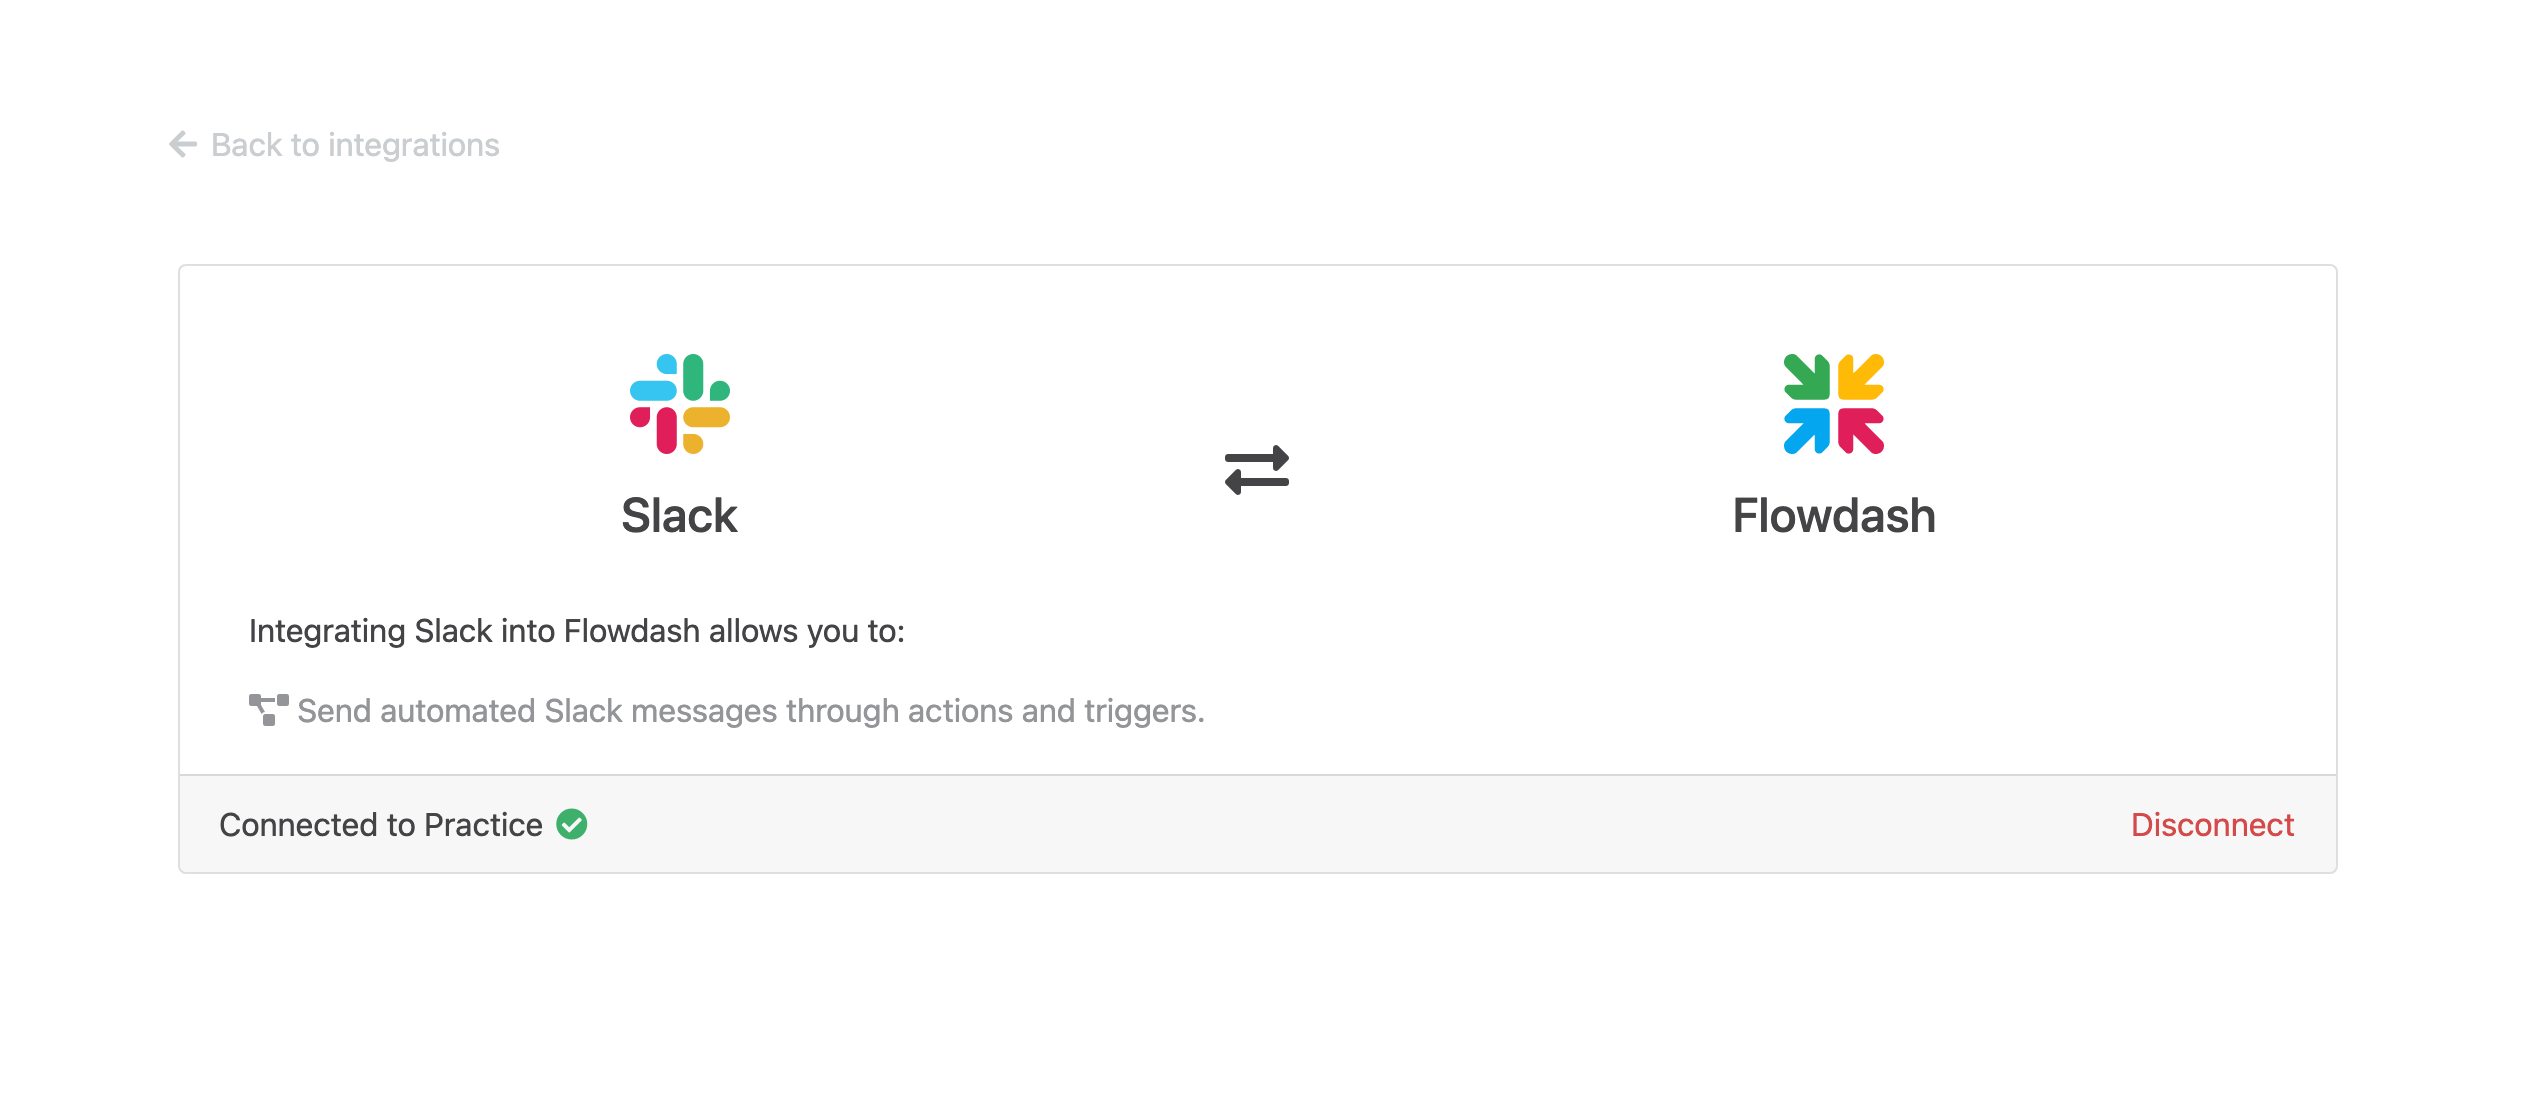 Back to integrations
Slack
Flowdash
Integrating Slack into Flowdash allows you to:
Send automated Slack messages through actions and triggers.
Connected to Practice
Disconnect